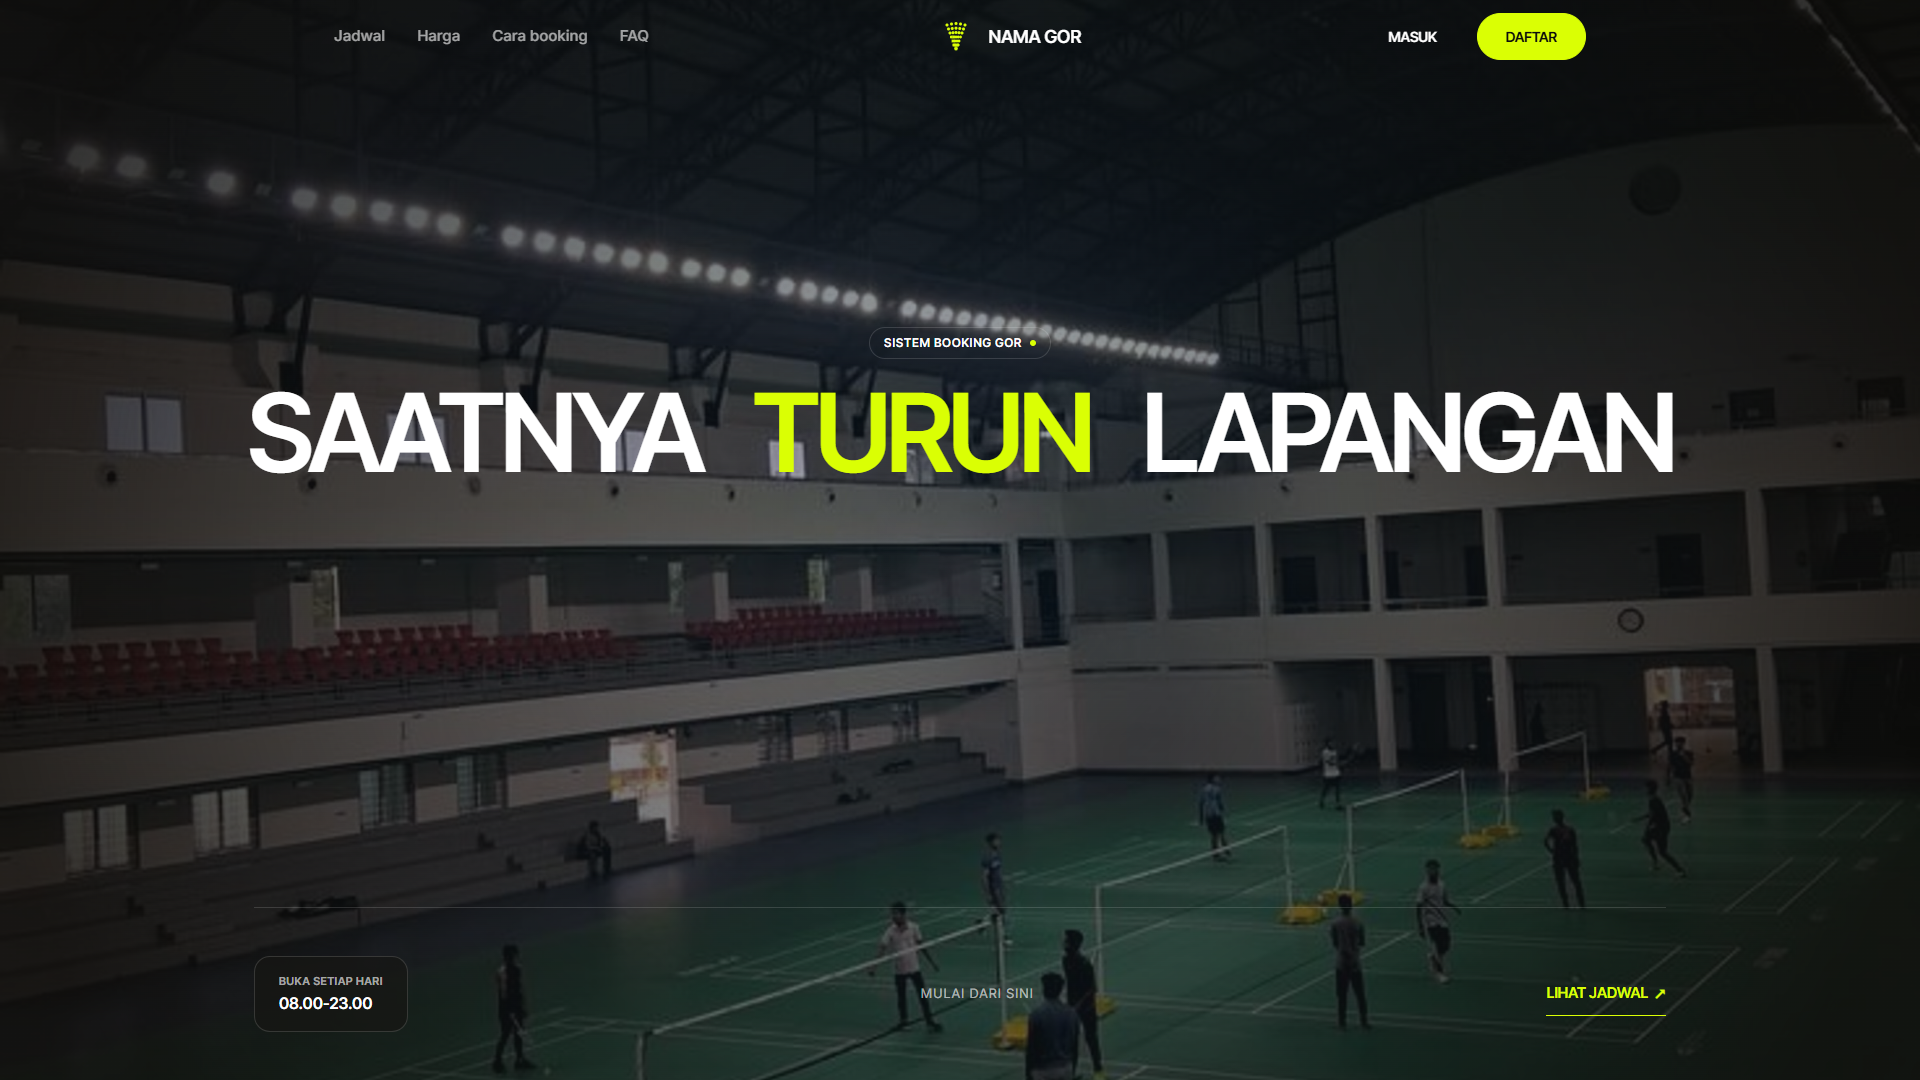 Jadwal Harga Cara booking FAQ NAMA GOR MASUK DAFTAR
SISTEM BOOKING GOR
SAATNYA TURUN LAPANGAN
BUKA SETIAP HARI
08.00-23.00
MULAI DARI SINI
LIHAT JADWAL ↗